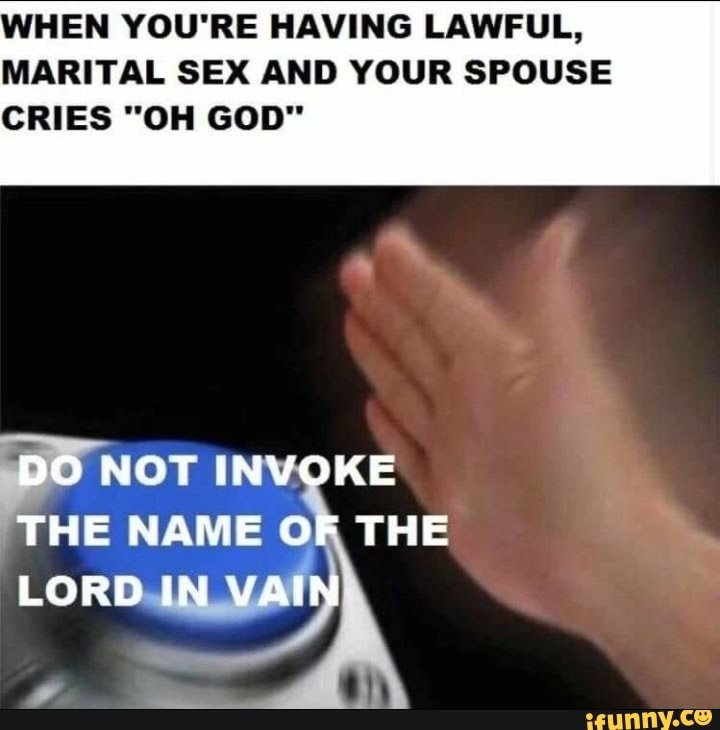 WHEN YOU'RE HAVING LAWFUL,
MARITAL SEX AND YOUR SPOUSE
CRIES "OH GOD"
DO NOT INVOKE
THE NAME OF THE
LORD IN VAIN
ifunny.co